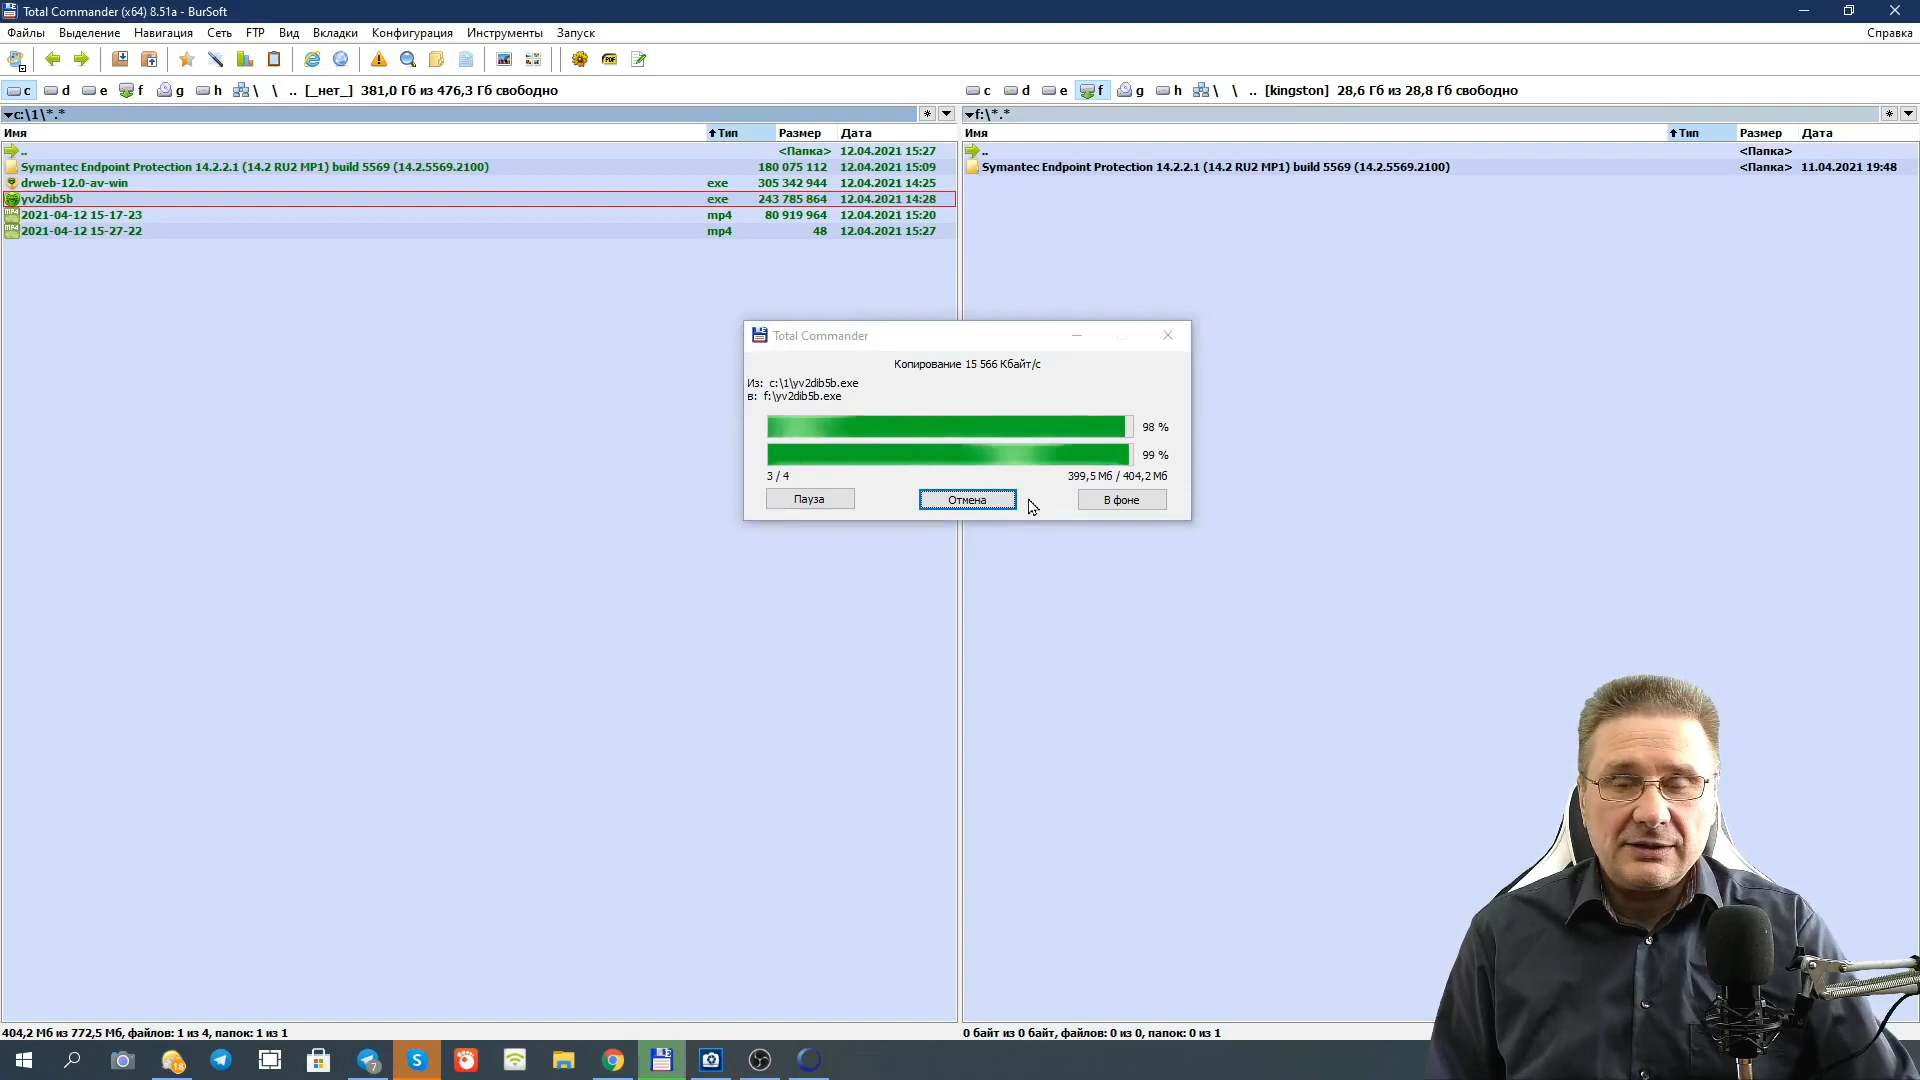 Total Commander (x64) 8.51a - BurSoft
Файлы Выделение Навигация Сеть FTP Вид Вкладки Конфигурация Инструменты Запуск Справка
c d e f g h \ \ .. [_нет_] 381,0 Гб из 476,3 Гб свободно
c d e f g h \ \ .. [kingston] 28,6 Гб из 28,8 Гб свободно
c:\1\*.* * f:\*.* *
Имя Тип Размер Дата
Имя Тип Размер Дата
.. <Папка> 12.04.2021 15:27
Symantec Endpoint Protection 14.2.2.1 (14.2 RU2 MP1) build 5569 (14.2.5569.2100) 180 075 112 12.04.2021 15:09
drweb-12.0-av-win exe 305 342 944 12.04.2021 14:25
yv2dib5b exe 243 785 864 12.04.2021 14:28
2021-04-12 15-17-23 mp4 80 919 964 12.04.2021 15:20
2021-04-12 15-27-22 mp4 48 12.04.2021 15:27
.. <Папка>
Symantec Endpoint Protection 14.2.2.1 (14.2 RU2 MP1) build 5569 (14.2.5569.2100) <Папка> 11.04.2021 19:48
Total Commander
Копирование 15 566 Кбайт/с
Из: c:\1\yv2dib5b.exe
в: f:\yv2dib5b.exe
98 %
99 %
3 / 4 399,5 Мб / 404,2 Мб
Пауза Отмена В фоне
404,2 Мб из 772,5 Мб, файлов: 1 из 4, папок: 1 из 1
0 байт из 0 байт, файлов: 0 из 0, папок: 0 из 1
18
7
S